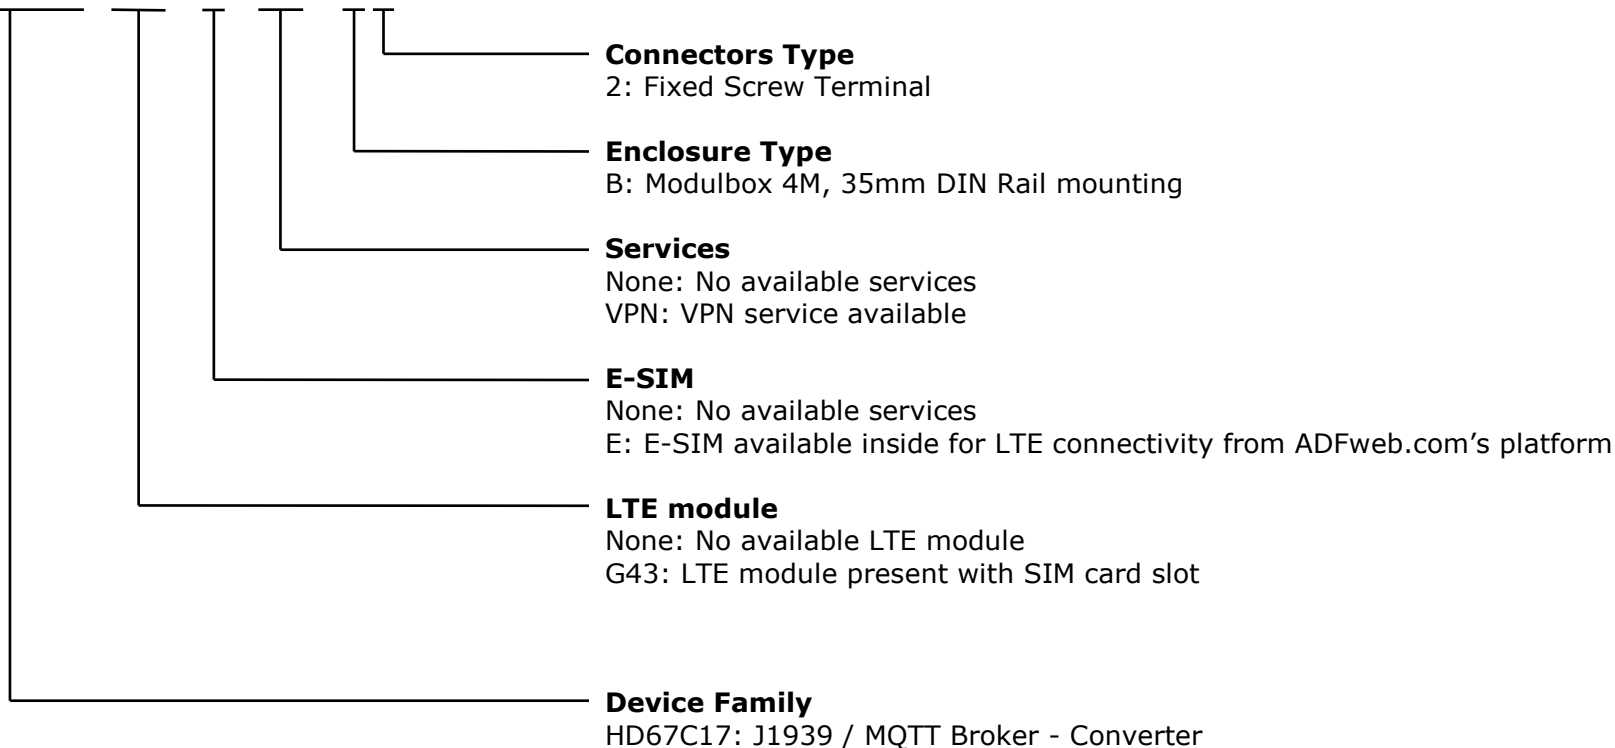 Connectors Type
2: Fixed Screw Terminal
Enclosure Type
B: Modulbox 4M, 35mm DIN Rail mounting
Services
None: No available services
VPN: VPN service available
E-SIM
None: No available services
E: E-SIM available inside for LTE connectivity from ADFweb.com’s platform
LTE module
None: No available LTE module
G43: LTE module present with SIM card slot
Device Family
HD67C17: J1939 / MQTT Broker - Converter